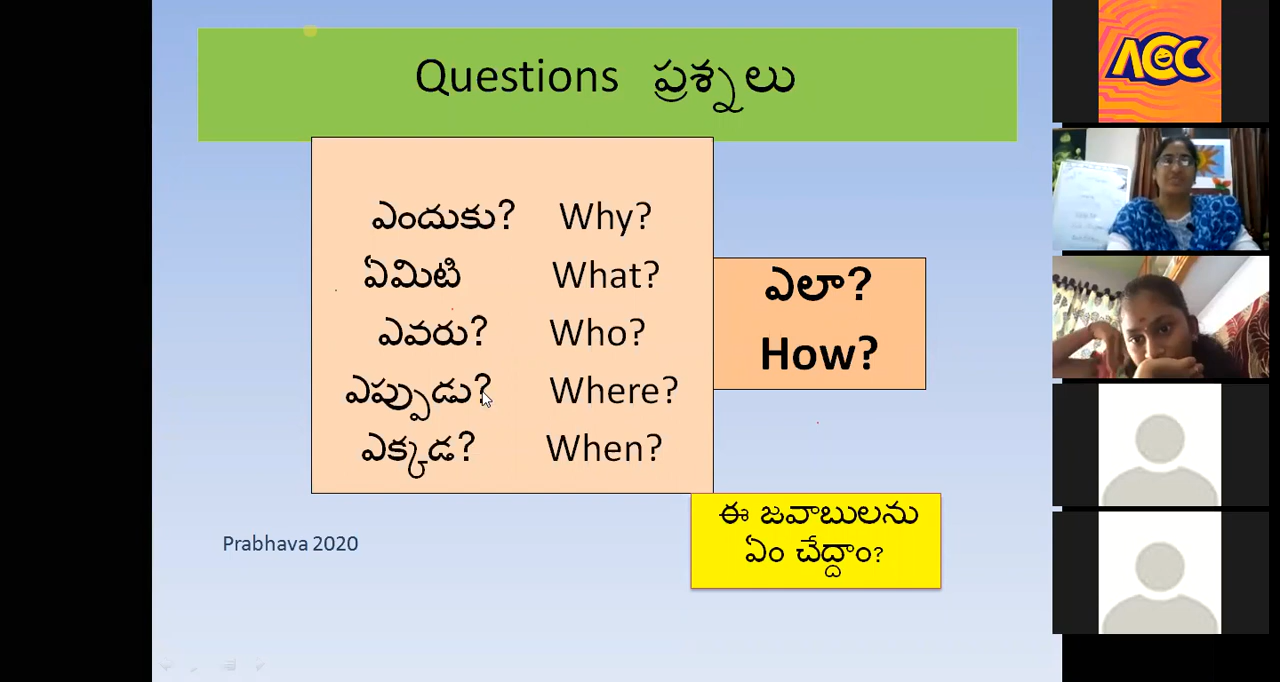 Questions ప్రశ్నలు
ఎందుకు? Why?
ఏమిటి What?
ఎవరు? Who?
ఎప్పుడు? Where?
ఎక్కడ? When?
ఎలా?
How?
ఈ జవాబులను
ఏం చేద్దాం?
Prabhava 2020
ACC